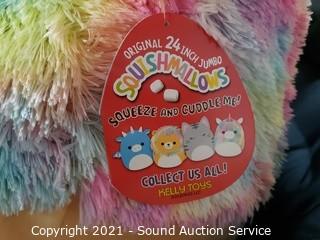 ORIGINAL 24 INCH JUMBO
SQUISHMALLOWS
SQUEEZE AND CUDDLE ME!
COLLECT US ALL!
KELLY TOYS
Copyright 2021 - Sound Auction Service